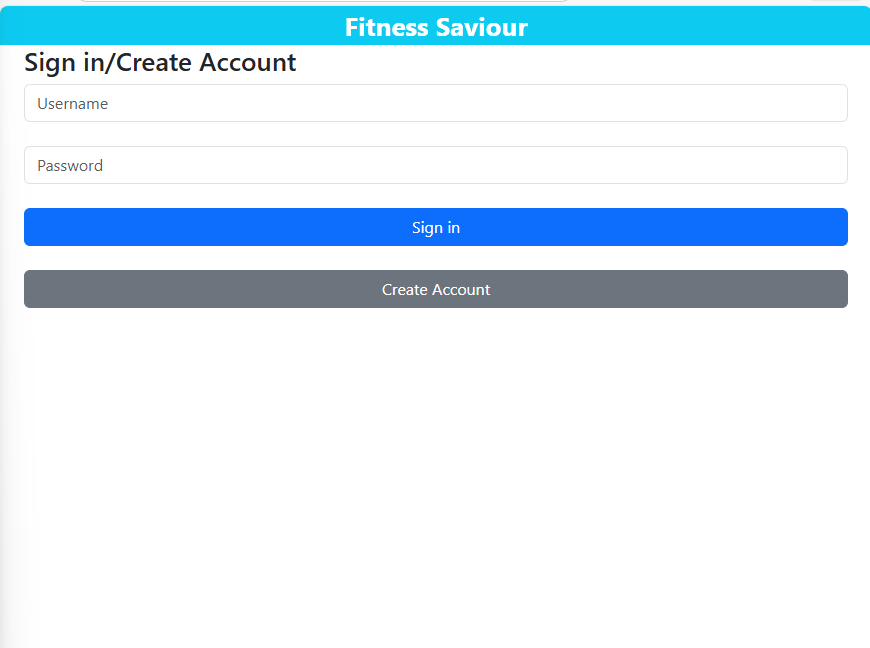 Fitness Saviour
Sign in/Create Account
Username
Password
Sign in
Create Account